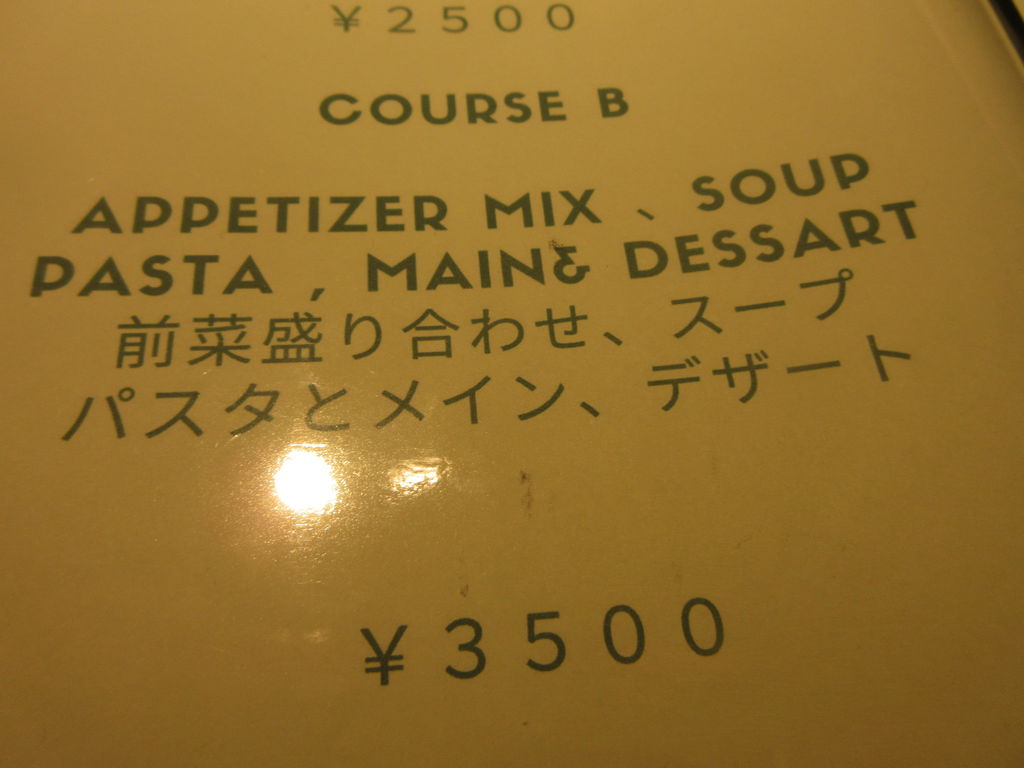 ￥２５００
COURSE B
APPETIZER MIX 、SOUP
PASTA , MAIN& DESSART
前菜盛り合わせ、スープ
パスタとメイン、デザート
￥３５００